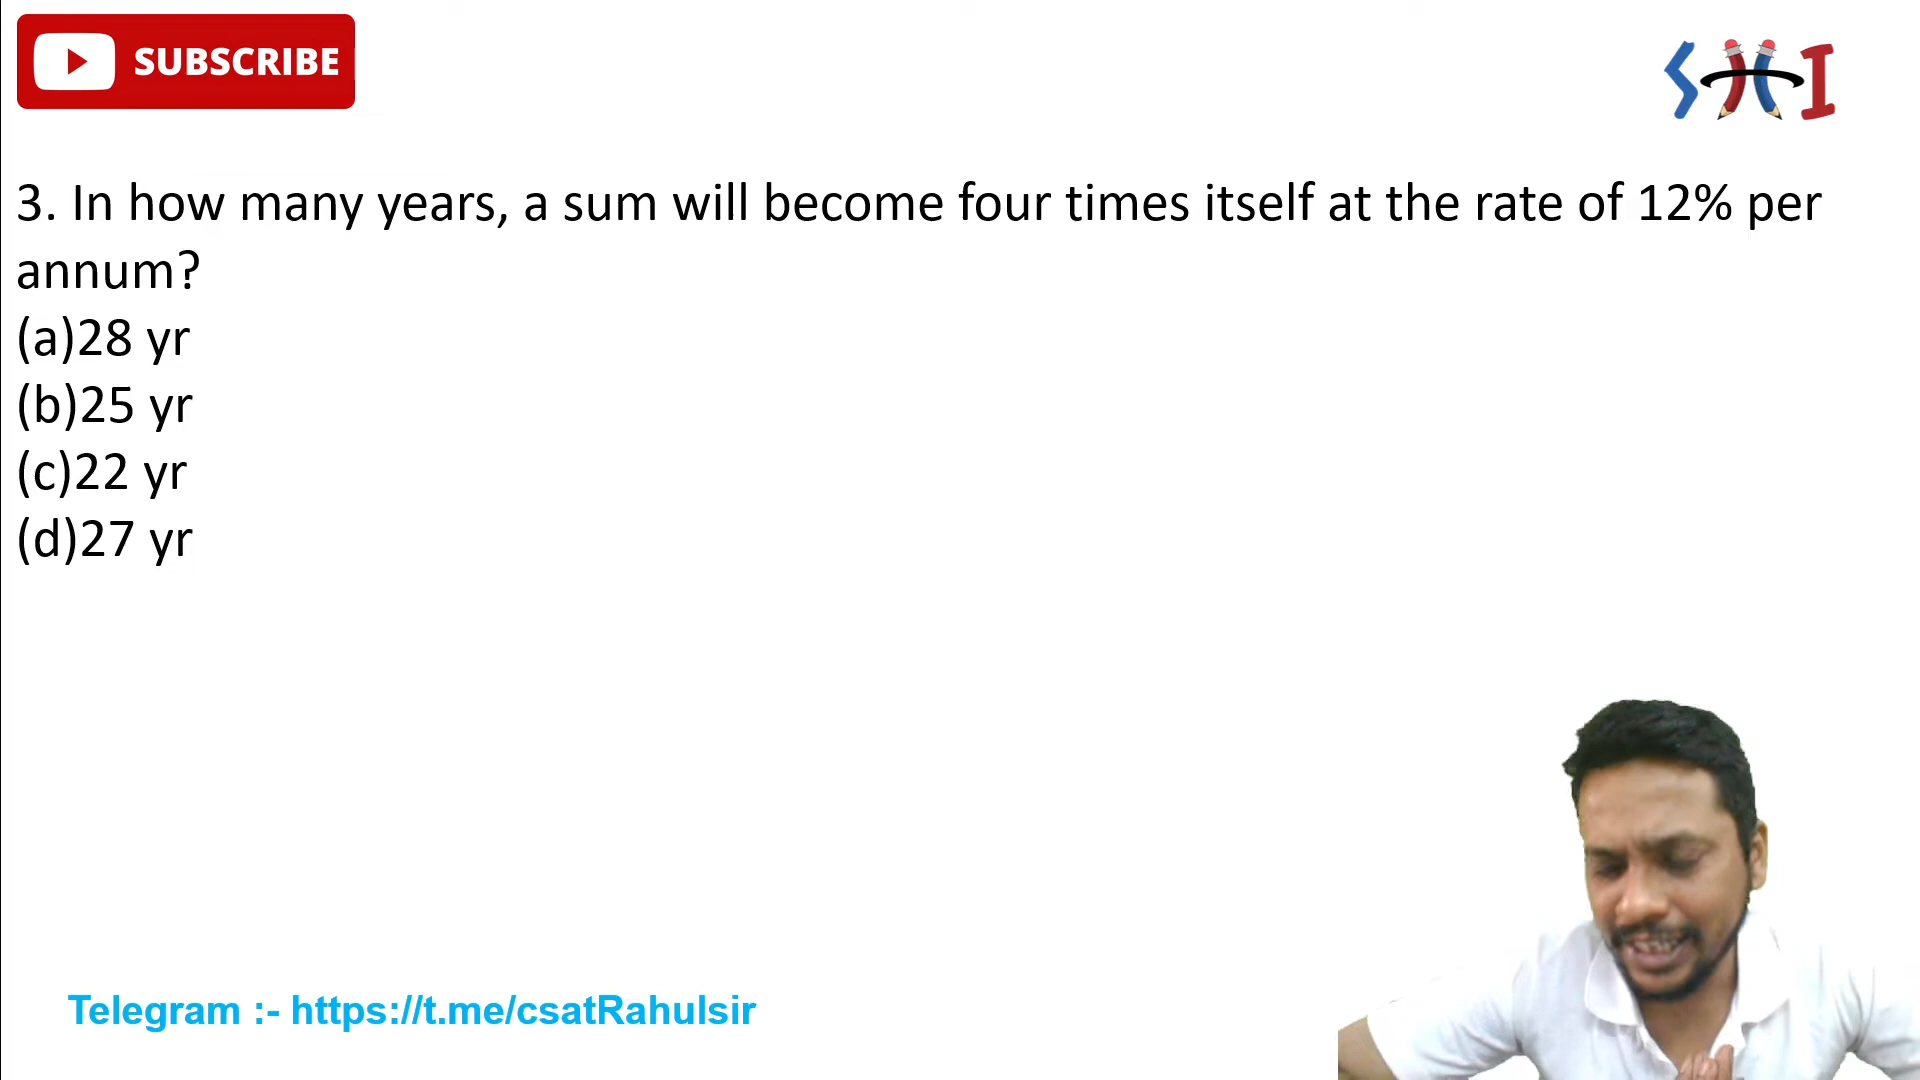 SUBSCRIBE
SMI
3. In how many years, a sum will become four times itself at the rate of 12% per
annum?
(a)28 yr
(b)25 yr
(c)22 yr
(d)27 yr
Telegram :- https://t.me/csatRahulsir